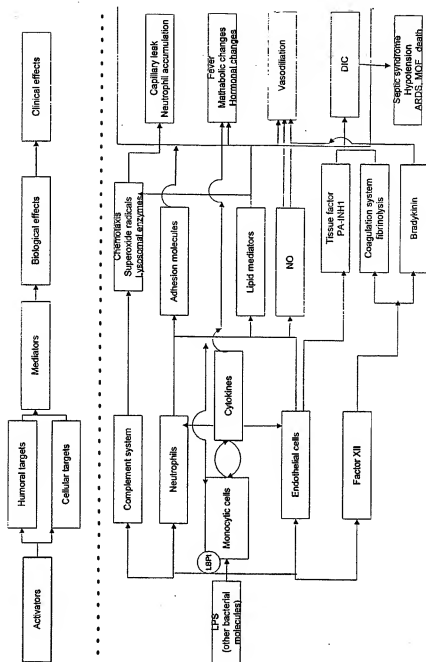 Activators
Humoral targets
Cellular targets
Mediators
Biological effects
Clinical effects
LPS
(other bacterial
molecules)
LBP
Monocytic cells
Cytokines
Complement system
Neutrophils
Endothelial cells
Factor XII
Chemotaxis
Superoxide radicals
Lysosomal enzymes
Adhesion molecules
Lipid mediators
NO
Tissue factor
PA-INH1
Coagulation system
fibrinolysis
Bradykinin
Capillary leak
Neutrophil accumulation
Fever
Methabolic changes
Hormonal changes
Vasodiliation
DIC
Septic syndrome
Hypotension
ARDS, MOF, death